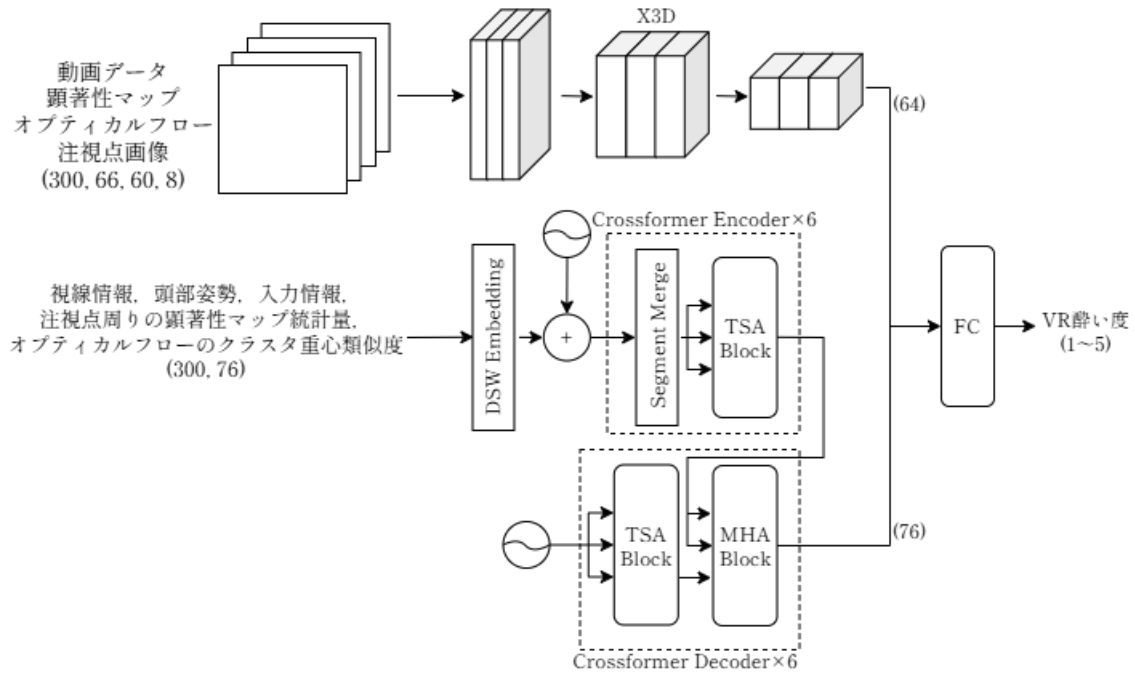 動画データ
顕著性マップ
オプティカルフロー
注視点画像
(300, 66, 60, 8)
X3D
(64)
視線情報，頭部姿勢，入力情報，
注視点周りの顕著性マップ統計量，
オプティカルフローのクラスタ重心類似度
(300, 76)
DSW Embedding
+
Crossformer Encoder×6
Segment Merge
TSA
Block
TSA
Block
MHA
Block
Crossformer Decoder×6
(76)
FC
VR酔い度
(1～5)